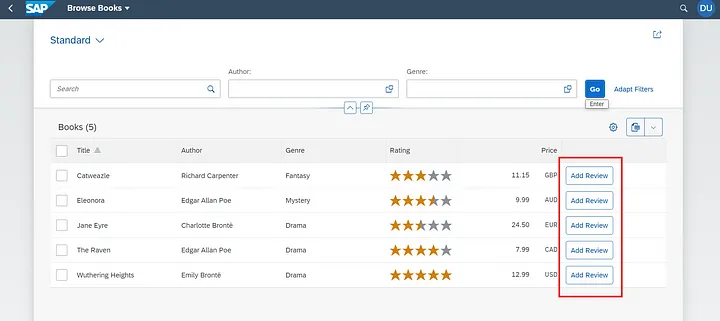 SAP Browse Books DU
Standard
Author: Genre:
Search Go Adapt Filters
Enter
Books (5)
Title Author Genre Rating Price
Catweazle Richard Carpenter Fantasy 11.15 GBP Add Review
Eleonora Edgar Allan Poe Mystery 9.99 AUD Add Review
Jane Eyre Charlotte Brontë Drama 24.50 EUR Add Review
The Raven Edgar Allan Poe Drama 7.99 CAD Add Review
Wuthering Heights Emily Brontë Drama 12.99 USD Add Review